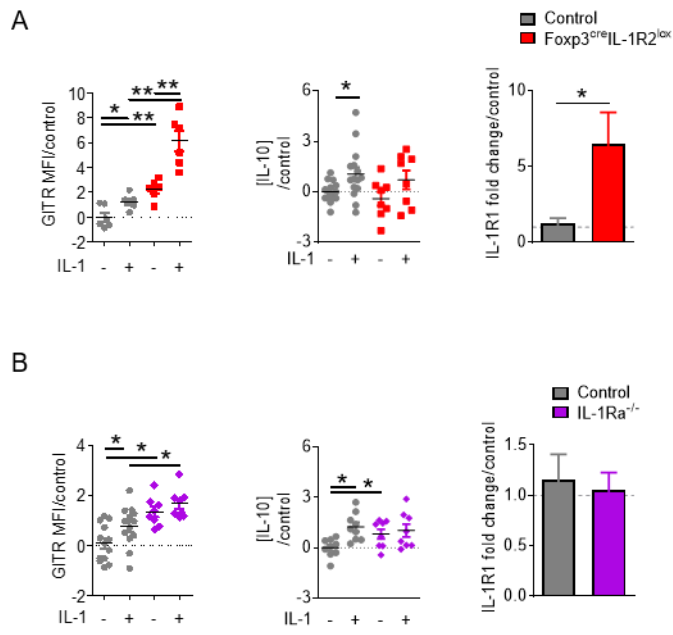 A
Control
Foxp3creIL-1R2lox
GITR MFI/control
10
8
6
4
2
0
-2
* ** ** **
IL-1 - + - +
[IL-10]
/control
6
3
0
-3
*
- + - +
IL-1R1 fold change/control
10
5
0
*
B
Control
IL-1Ra-/-
GITR MFI/control
4
2
0
-2
* * *
IL-1 - + - +
[IL-10]
/control
6
3
0
-3
* *
IL-1 - + - +
IL-1R1 fold change/control
1.5
1.0
0.5
0.0